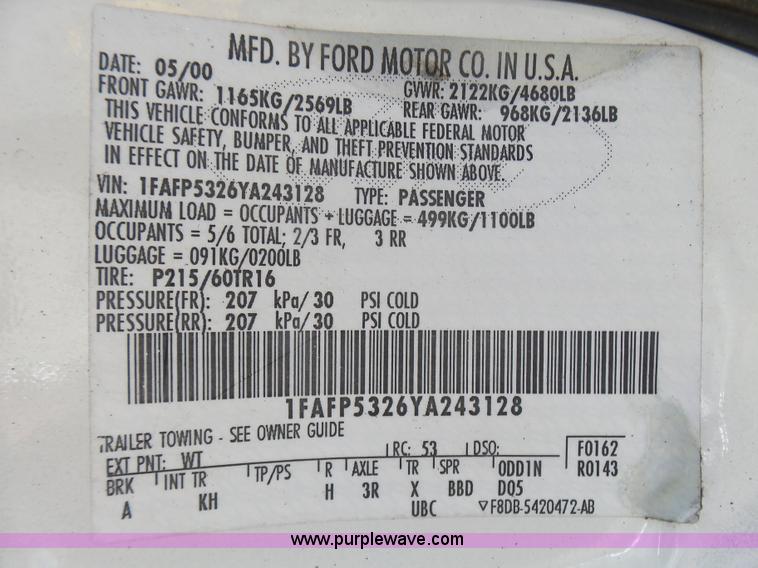 MFD. BY FORD MOTOR CO. IN U.S.A.
DATE: 05/00
FRONT GAWR: 1165KG/2569LB
GVWR: 2122KG/4680LB
REAR GAWR: 968KG/2136LB
THIS VEHICLE CONFORMS TO ALL APPLICABLE FEDERAL MOTOR
VEHICLE SAFETY, BUMPER, AND THEFT PREVENTION STANDARDS
IN EFFECT ON THE DATE OF MANUFACTURE SHOWN ABOVE.
VIN: 1FAFP5326YA243128 TYPE: PASSENGER
MAXIMUM LOAD = OCCUPANTS + LUGGAGE = 499KG/1100LB
OCCUPANTS = 5/6 TOTAL; 2/3 FR, 3 RR
LUGGAGE = 091KG/0200LB
TIRE: P215/60TR16
PRESSURE(FR): 207 kPa/ 30 PSI COLD
PRESSURE(RR): 207 kPa/ 30 PSI COLD
1FAFP5326YA243128
TRAILER TOWING - SEE OWNER GUIDE
EXT PNT: WT RC: 53 DSO: F0162
BRK INT TR TP/PS R AXLE TR SPR ODD1N R0143
A KH H 3R X BBD DQ5
UBC ▽F8DB-5420472-AB
www.purplewave.com